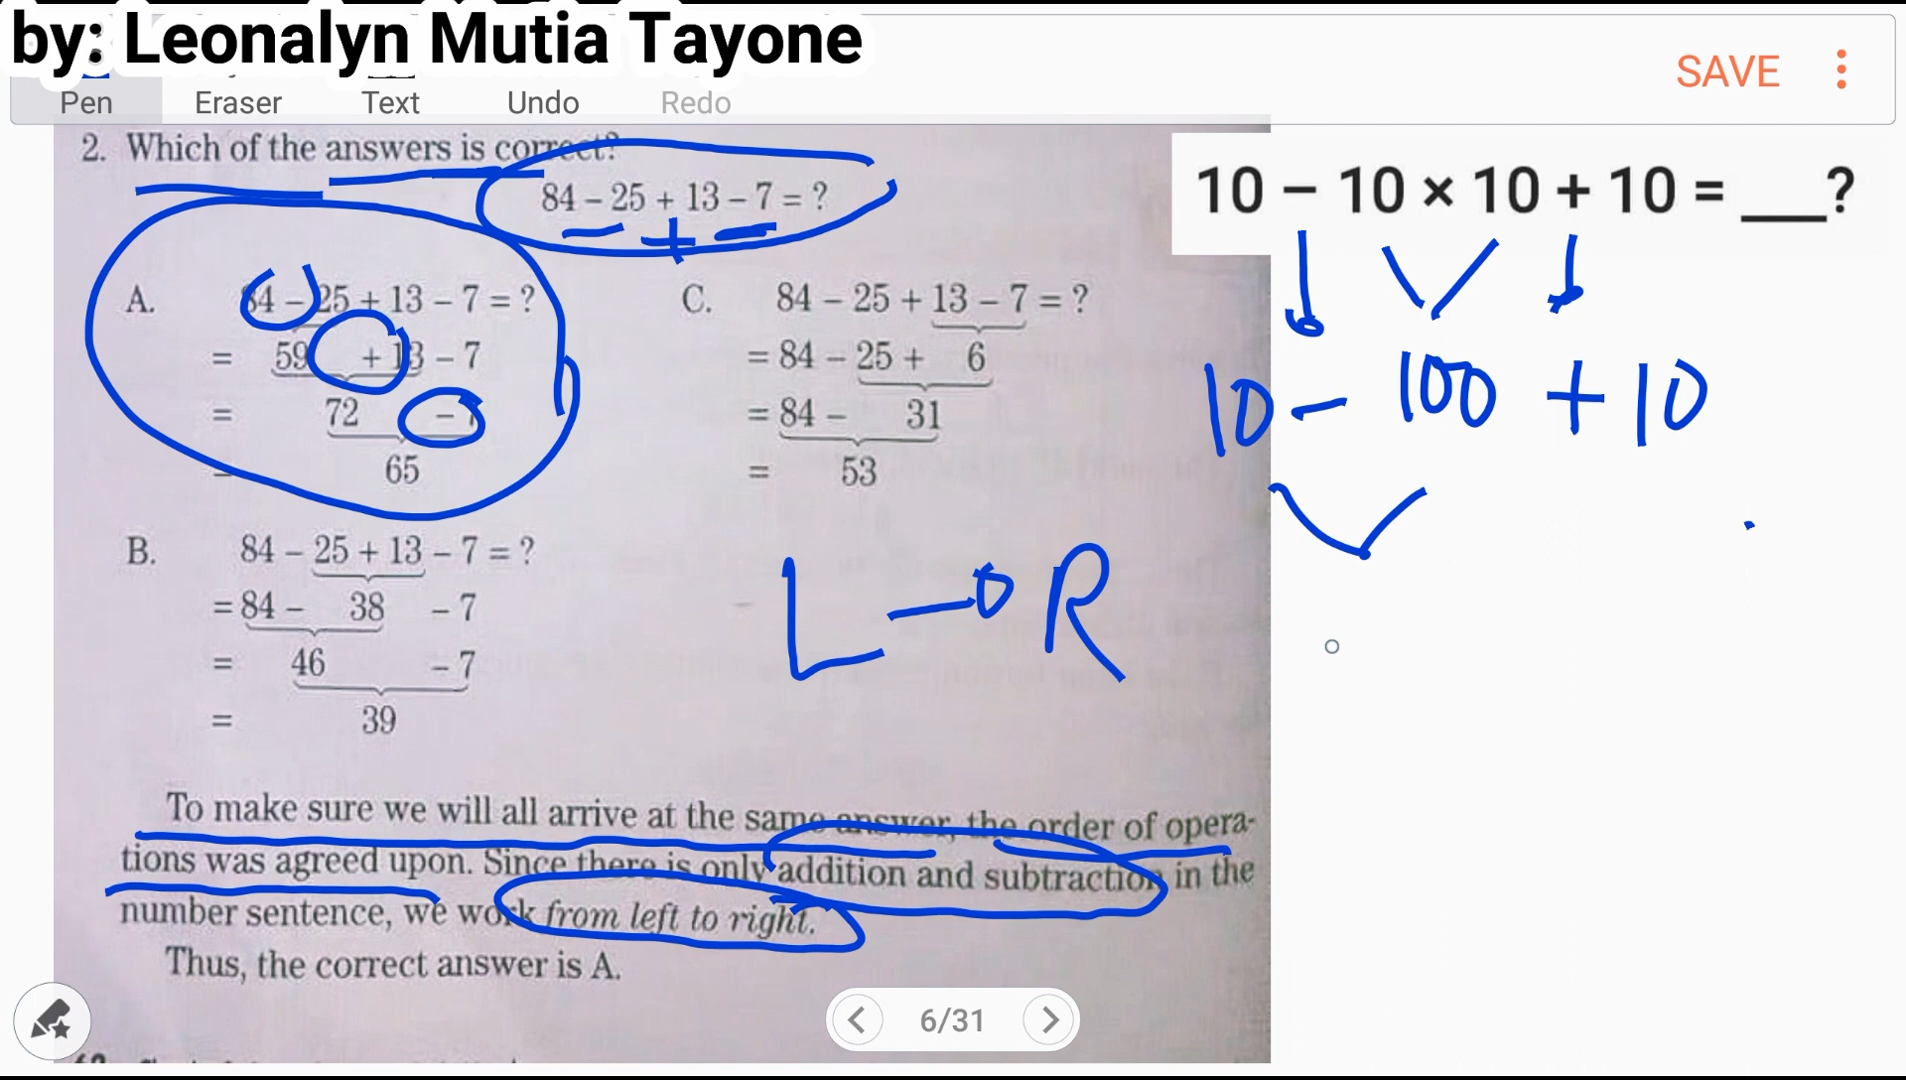 by: Leonalyn Mutia Tayone
SAVE
Pen Eraser Text Undo Redo
2. Which of the answers is correct?
84 – 25 + 13 – 7 = ?
A. 84 – 25 + 13 – 7 = ?
= 59 + 13 – 7
= 72 – 7
= 65
B. 84 – 25 + 13 – 7 = ?
= 84 – 38 – 7
= 46 – 7
= 39
C. 84 – 25 + 13 – 7 = ?
= 84 – 25 + 6
= 84 – 31
= 53
L → R
To make sure we will all arrive at the same answer, the order of opera-
tions was agreed upon. Since there is only addition and subtraction in the
number sentence, we work from left to right.
Thus, the correct answer is A.
10 – 10 × 10 + 10 = ___?
10 – 100 + 10
6/31